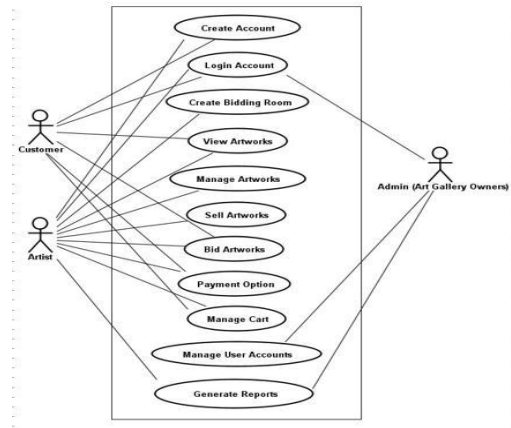 Create Account
Login Account
Create Bidding Room
Customer
View Artworks
Manage Artworks
Admin (Art Gallery Owners)
Sell Artworks
Artist
Bid Artworks
Payment Option
Manage Cart
Manage User Accounts
Generate Reports